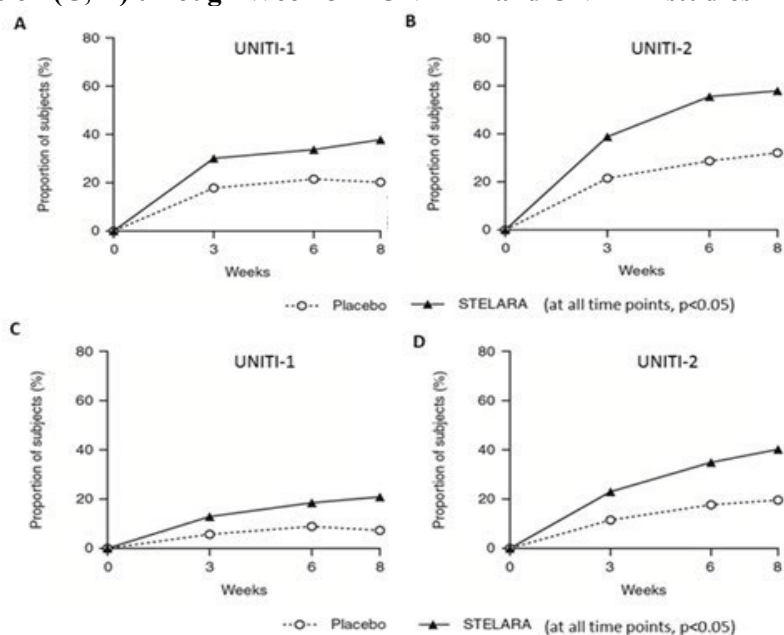 through and studies
A
UNITI-1
Proportion of subjects (%)
80
60
40
20
0
0 3 6 8
Weeks
B
UNITI-2
Proportion of subjects (%)
80
60
40
20
0
0 3 6 8
Weeks
Placebo STELARA (at all time points, p<0.05)
C
UNITI-1
Proportion of subjects (%)
80
60
40
20
0
0 3 6 8
Weeks
D
UNITI-2
Proportion of subjects (%)
80
60
40
20
0
0 3 6 8
Weeks
Placebo STELARA (at all time points, p<0.05)